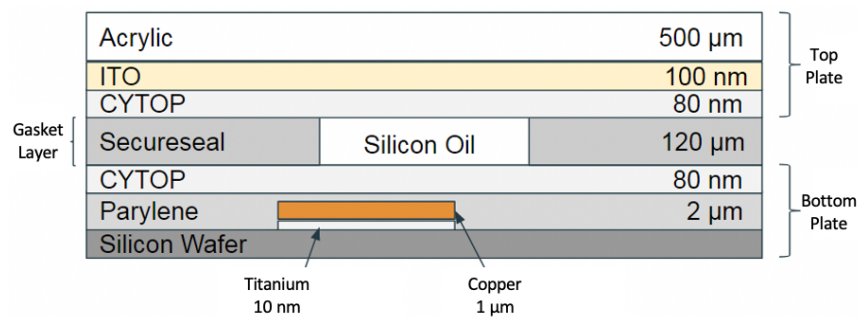 Acrylic 500 μm
Top
Plate
ITO 100 nm
CYTOP 80 nm
Gasket
Layer
Secureseal Silicon Oil 120 μm
CYTOP 80 nm
Parylene 2 μm
Bottom
Plate
Silicon Wafer
Titanium
10 nm
Copper
1 μm